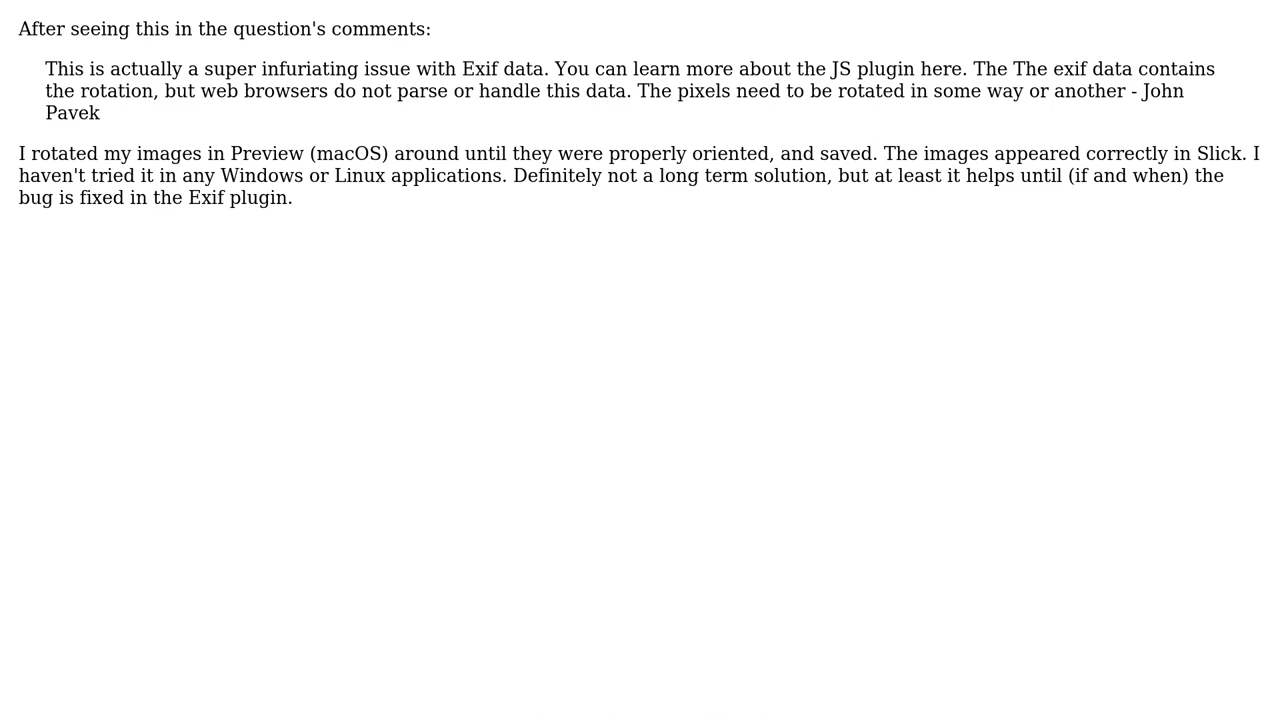 After seeing this in the question's comments:
This is actually a super infuriating issue with Exif data. You can learn more about the JS plugin here. The The exif data contains
the rotation, but web browsers do not parse or handle this data. The pixels need to be rotated in some way or another - John
Pavek
I rotated my images in Preview (macOS) around until they were properly oriented, and saved. The images appeared correctly in Slick. I
haven't tried it in any Windows or Linux applications. Definitely not a long term solution, but at least it helps until (if and when) the
bug is fixed in the Exif plugin.